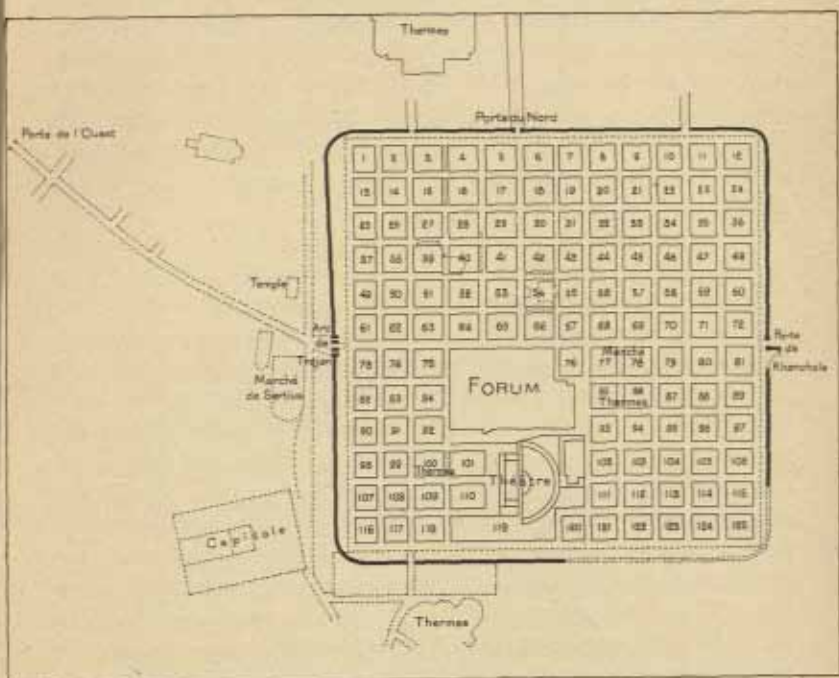 Thermes
Porte de l'Ouest
Porte du Nord
1 2 3 4 5 6 7 8 9 10 11 12
13 14 15 16 17 18 19 20 21 22 23 24
25 26 27 28 29 30 31 32 33 34 35 36
37 38 39 40 41 42 43 44 45 46 47 48
Temple
49 50 51 52 53 54 55 56 57 58 59 60
61 62 63 64 65 66 67 68 69 70 71 72
Arc de Trajan
Porte de Khenchela
Marché
73 74 75 76 77 78 79 80 81
FORUM
Marché de Sertius
82 83 84 85 86 87 88 89
Thermes
90 91 92 93 94 95 96 97
98 99 100 101 102 103 104 105 106
Thermes
Théâtre
107 108 109 110 111 112 113 114 115
116 117 118 119 120 121 122 123 124 125
Capitole
Thermes